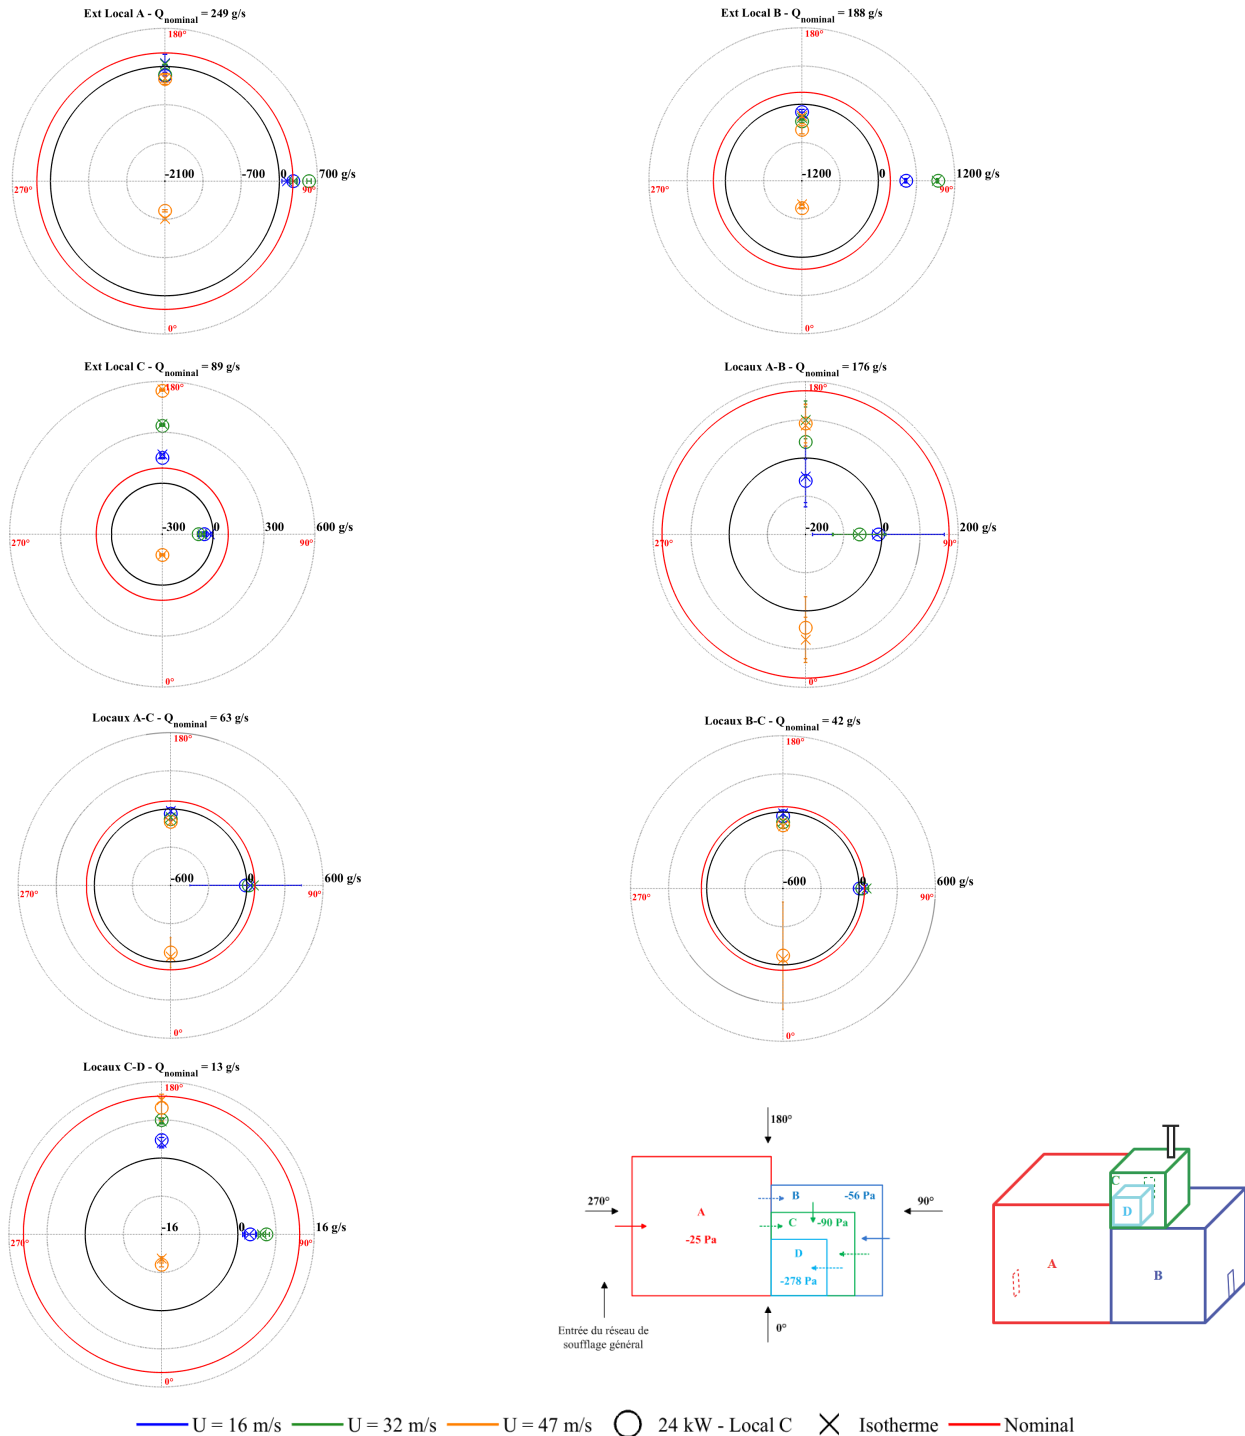 Ext Local A - Qnominal = 249 g/s
180°
-2100
-700
0
700 g/s
270°
90°
0°
Ext Local B - Qnominal = 188 g/s
180°
-1200
0
1200 g/s
270°
90°
0°
Ext Local C - Qnominal = 89 g/s
180°
-300
0
300
600 g/s
270°
90°
0°
Locaux A-B - Qnominal = 176 g/s
180°
-200
0
200 g/s
270°
90°
0°
Locaux A-C - Qnominal = 63 g/s
180°
-600
0
600 g/s
270°
90°
0°
Locaux B-C - Qnominal = 42 g/s
180°
-600
0
600 g/s
270°
90°
0°
Locaux C-D - Qnominal = 13 g/s
180°
-16
0
16 g/s
270°
90°
0°
180°
270°
90°
A
-25 Pa
B
-56 Pa
C
-90 Pa
D
-278 Pa
0°
Entrée du réseau de
soufflage général
C
D
A
B
U = 16 m/s
U = 32 m/s
U = 47 m/s
24 kW - Local C
Isotherme
Nominal